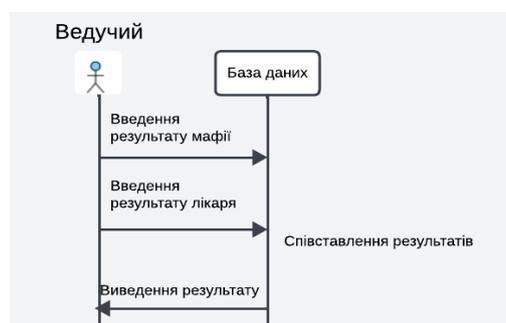 Ведучий
База даних
Введення
результату мафії
Введення
результату лікаря
Співставлення результатів
Виведення результату